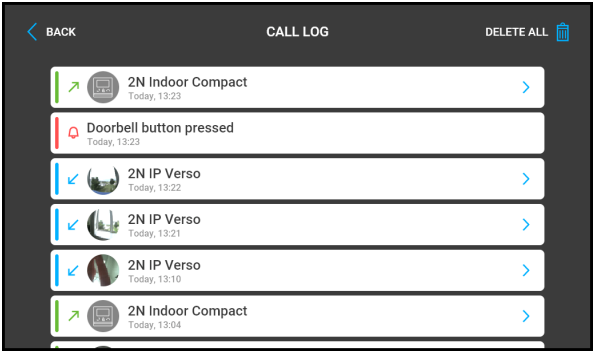 BACK
CALL LOG
DELETE ALL
2N Indoor Compact
Today, 13:23
Doorbell button pressed
Today, 13:23
2N IP Verso
Today, 13:22
2N IP Verso
Today, 13:21
2N IP Verso
Today, 13:10
2N Indoor Compact
Today, 13:04